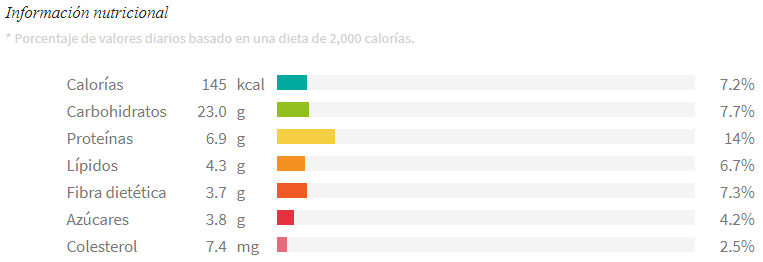 Información nutricional
* Porcentaje de valores diarios basado en una dieta de 2,000 calorías.
Calorías 145 kcal 7.2%
Carbohidratos 23.0 g 7.7%
Proteínas 6.9 g 14%
Lípidos 4.3 g 6.7%
Fibra dietética 3.7 g 7.3%
Azúcares 3.8 g 4.2%
Colesterol 7.4 mg 2.5%